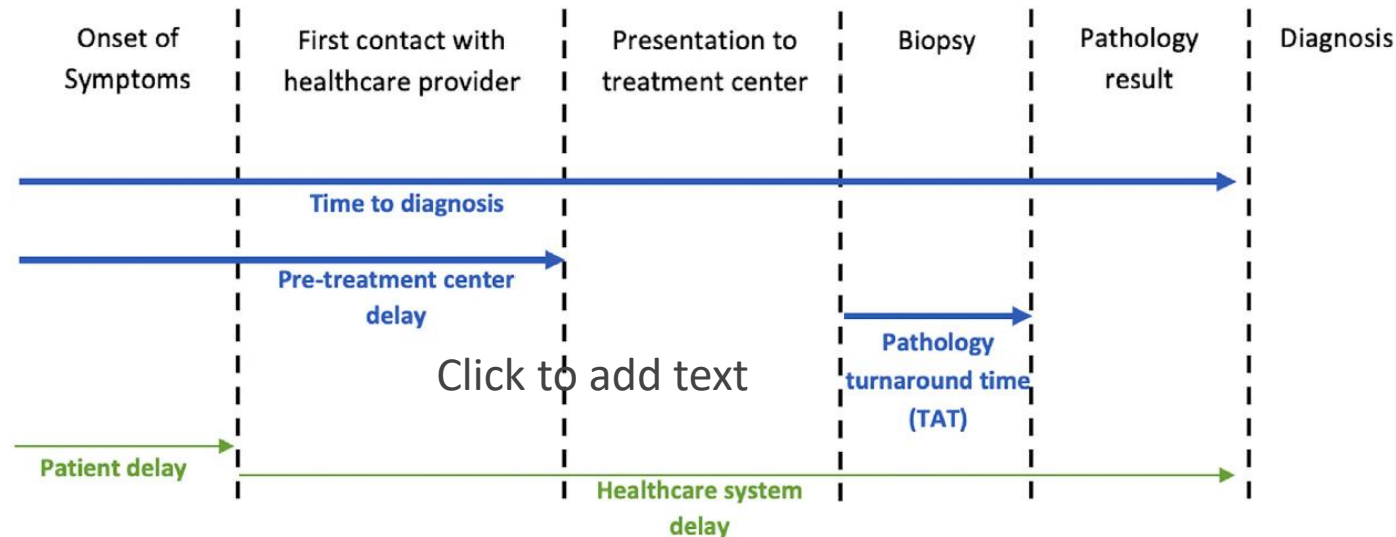 Onset of
Symptoms
First contact with
healthcare provider
Presentation to
treatment center
Biopsy
Pathology
result
Diagnosis
Time to diagnosis
Pre-treatment center
delay
Pathology
turnaround time
(TAT)
Click to add text
Patient delay
Healthcare system
delay